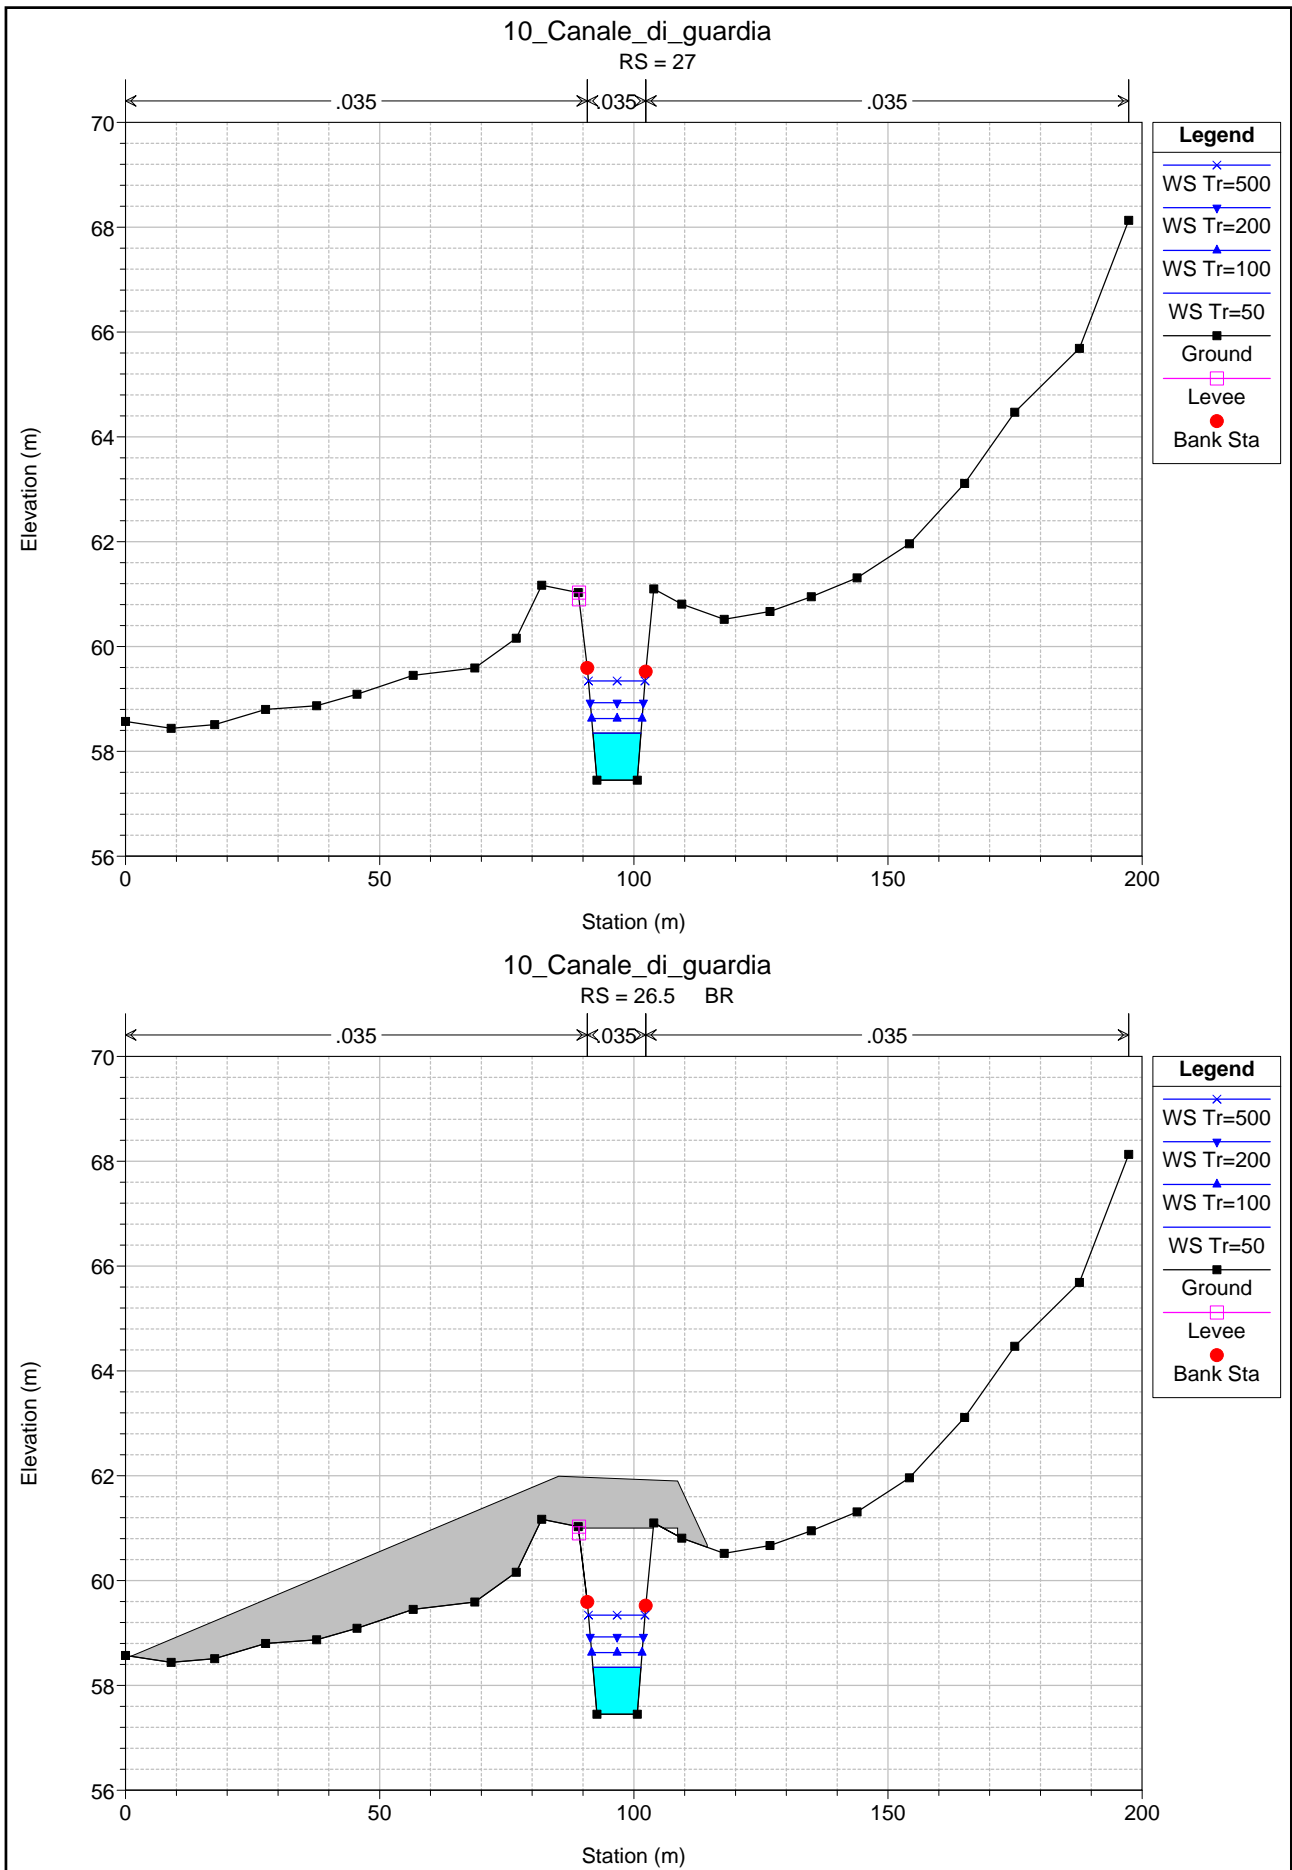 10_Canale_di_guardia
RS = 27
.035 .035 .035
70
68
66
64
62
60
58
56
0 50 100 150 200
Elevation (m)
Station (m)
Legend
WS Tr=500
WS Tr=200
WS Tr=100
WS Tr=50
Ground
Levee
Bank Sta
10_Canale_di_guardia
RS = 26.5 BR
.035 .035 .035
70
68
66
64
62
60
58
56
0 50 100 150 200
Elevation (m)
Station (m)
Legend
WS Tr=500
WS Tr=200
WS Tr=100
WS Tr=50
Ground
Levee
Bank Sta